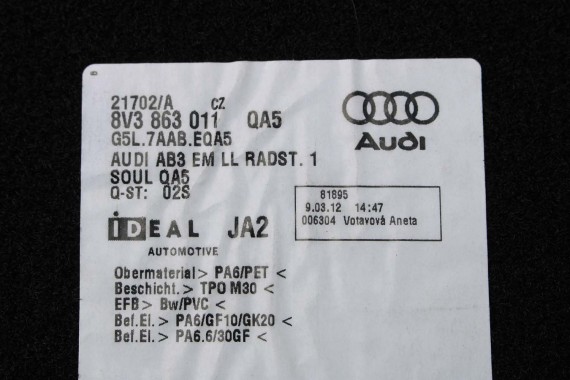 21702/A CZ
8V3 863 011 QA5
G5L.7AAB.EQA5
AUDI AB3 EM LL RADST. 1
SOUL QA5
Q-ST: 02S
Audi
81895
9.03.12 14:47
006304 Votavová Aneta
iDEAL JA2
AUTOMOTIVE
Obermaterial> PA6/PET <
Beschicht.> TPO M30 <
EFB> Bw/PVC <
Bef.El.> PA6/GF10/GK20 <
Bef.El.> PA6.6/30GF <